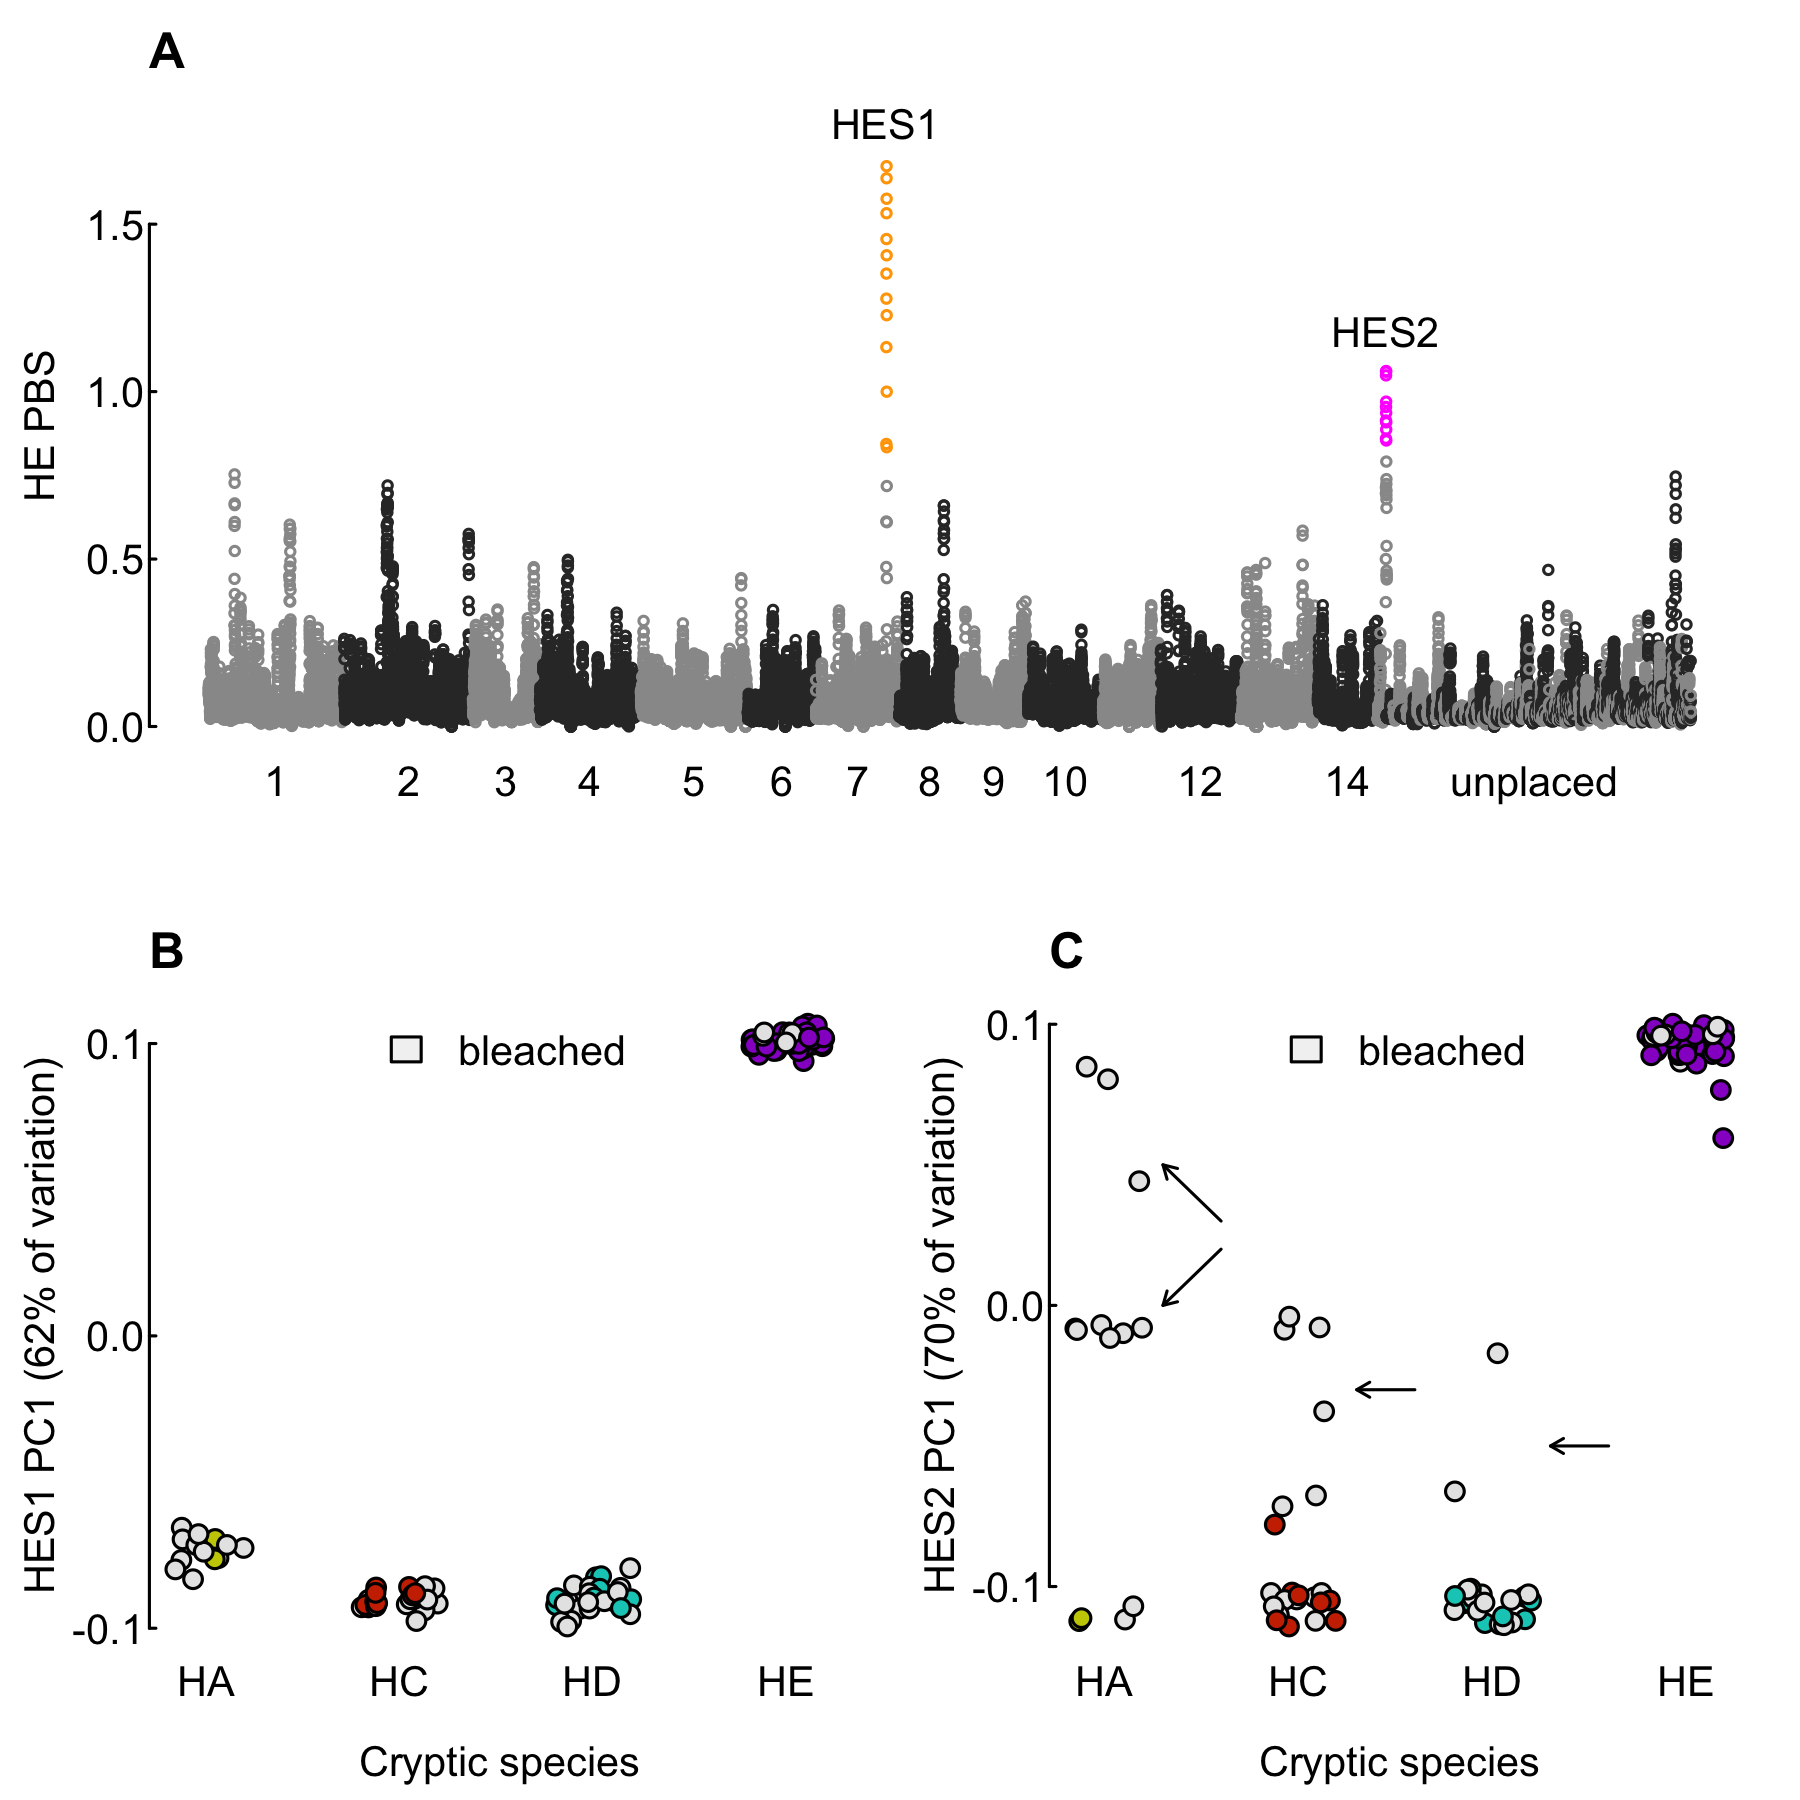 A
HES1
HES2
HE PBS
1.5
1.0
0.5
0.0
1 2 3 4 5 6 7 8 9 10 12 14 unplaced
B
HES1 PC1 (62% of variation)
0.1
0.0
-0.1
bleached
HA HC HD HE
Cryptic species
C
HES2 PC1 (70% of variation)
0.1
0.0
-0.1
bleached
HA HC HD HE
Cryptic species